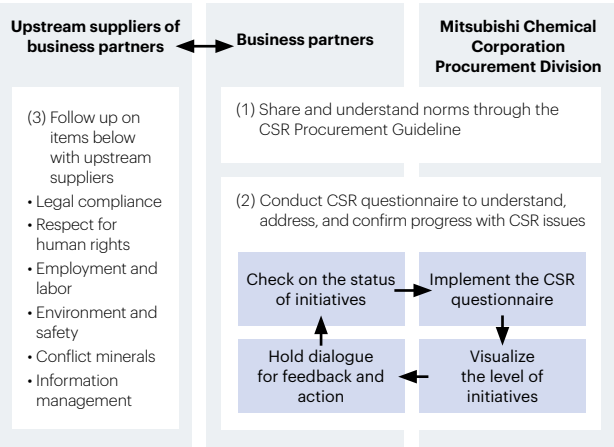 Upstream suppliers of
business partners
Business partners
Mitsubishi Chemical
Corporation
Procurement Division
(3) Follow up on
items below
with upstream
suppliers
• Legal compliance
• Respect for
human rights
• Employment and
labor
• Environment and
safety
• Conflict minerals
• Information
management
(1) Share and understand norms through the
CSR Procurement Guideline
(2) Conduct CSR questionnaire to understand,
address, and confirm progress with CSR issues
Check on the status
of initiatives
Implement the CSR
questionnaire
Hold dialogue
for feedback and
action
Visualize
the level of
initiatives